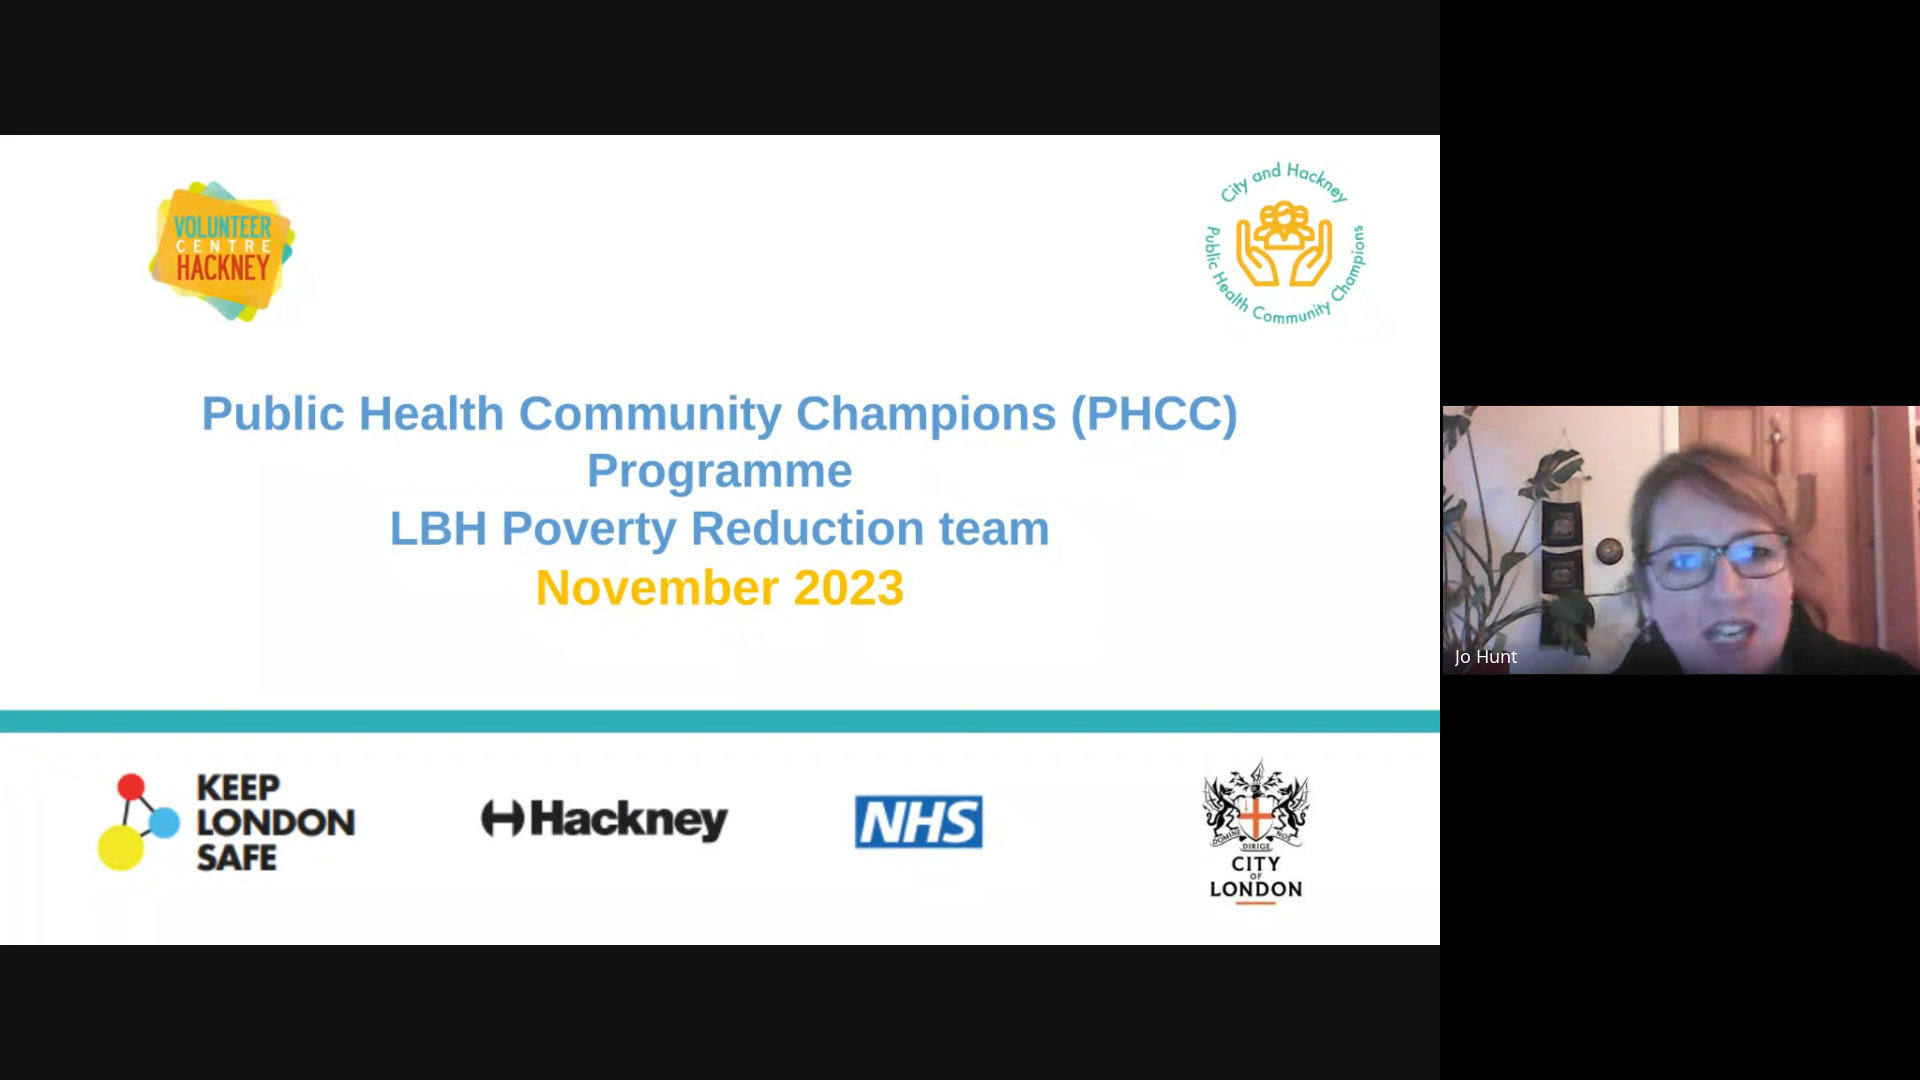 VOLUNTEER
CENTRE
HACKNEY
City and Hackney
Public Health Community Champions
Public Health Community Champions (PHCC)
Programme
LBH Poverty Reduction team
November 2023
Jo Hunt
KEEP
LONDON
SAFE
Hackney
NHS
DOMINE DIRIGE NOS
CITY
OF
LONDON